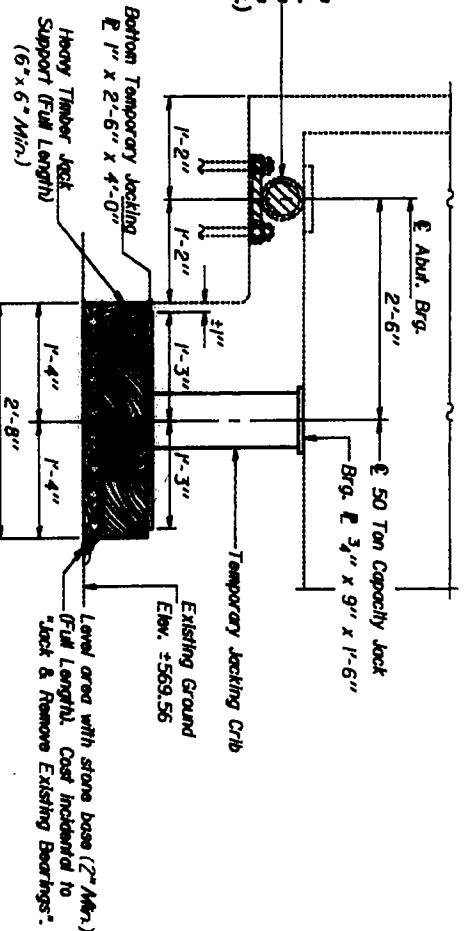 ℄ Abut. Brg.
2'-6"
℄ 50 Ton Capacity Jack
Brg. ℙ 3/4" x 9" x 1'-6"
1'-2"
1'-2"
±1"
1'-3"
1'-3"
Temporary Jacking Crib
Bottom Temporary Jacking
ℙ 1" x 2'-6" x 4'-0"
Heavy Timber Jack
Support (Full Length)
(6"x 6" Min.)
1'-4"
1'-4"
2'-8"
Existing Ground
Elev. ±569.56
Level area with stone base (2" Min.)
(Full Length). Cost incidental to
"Jack & Remove Existing Bearings".